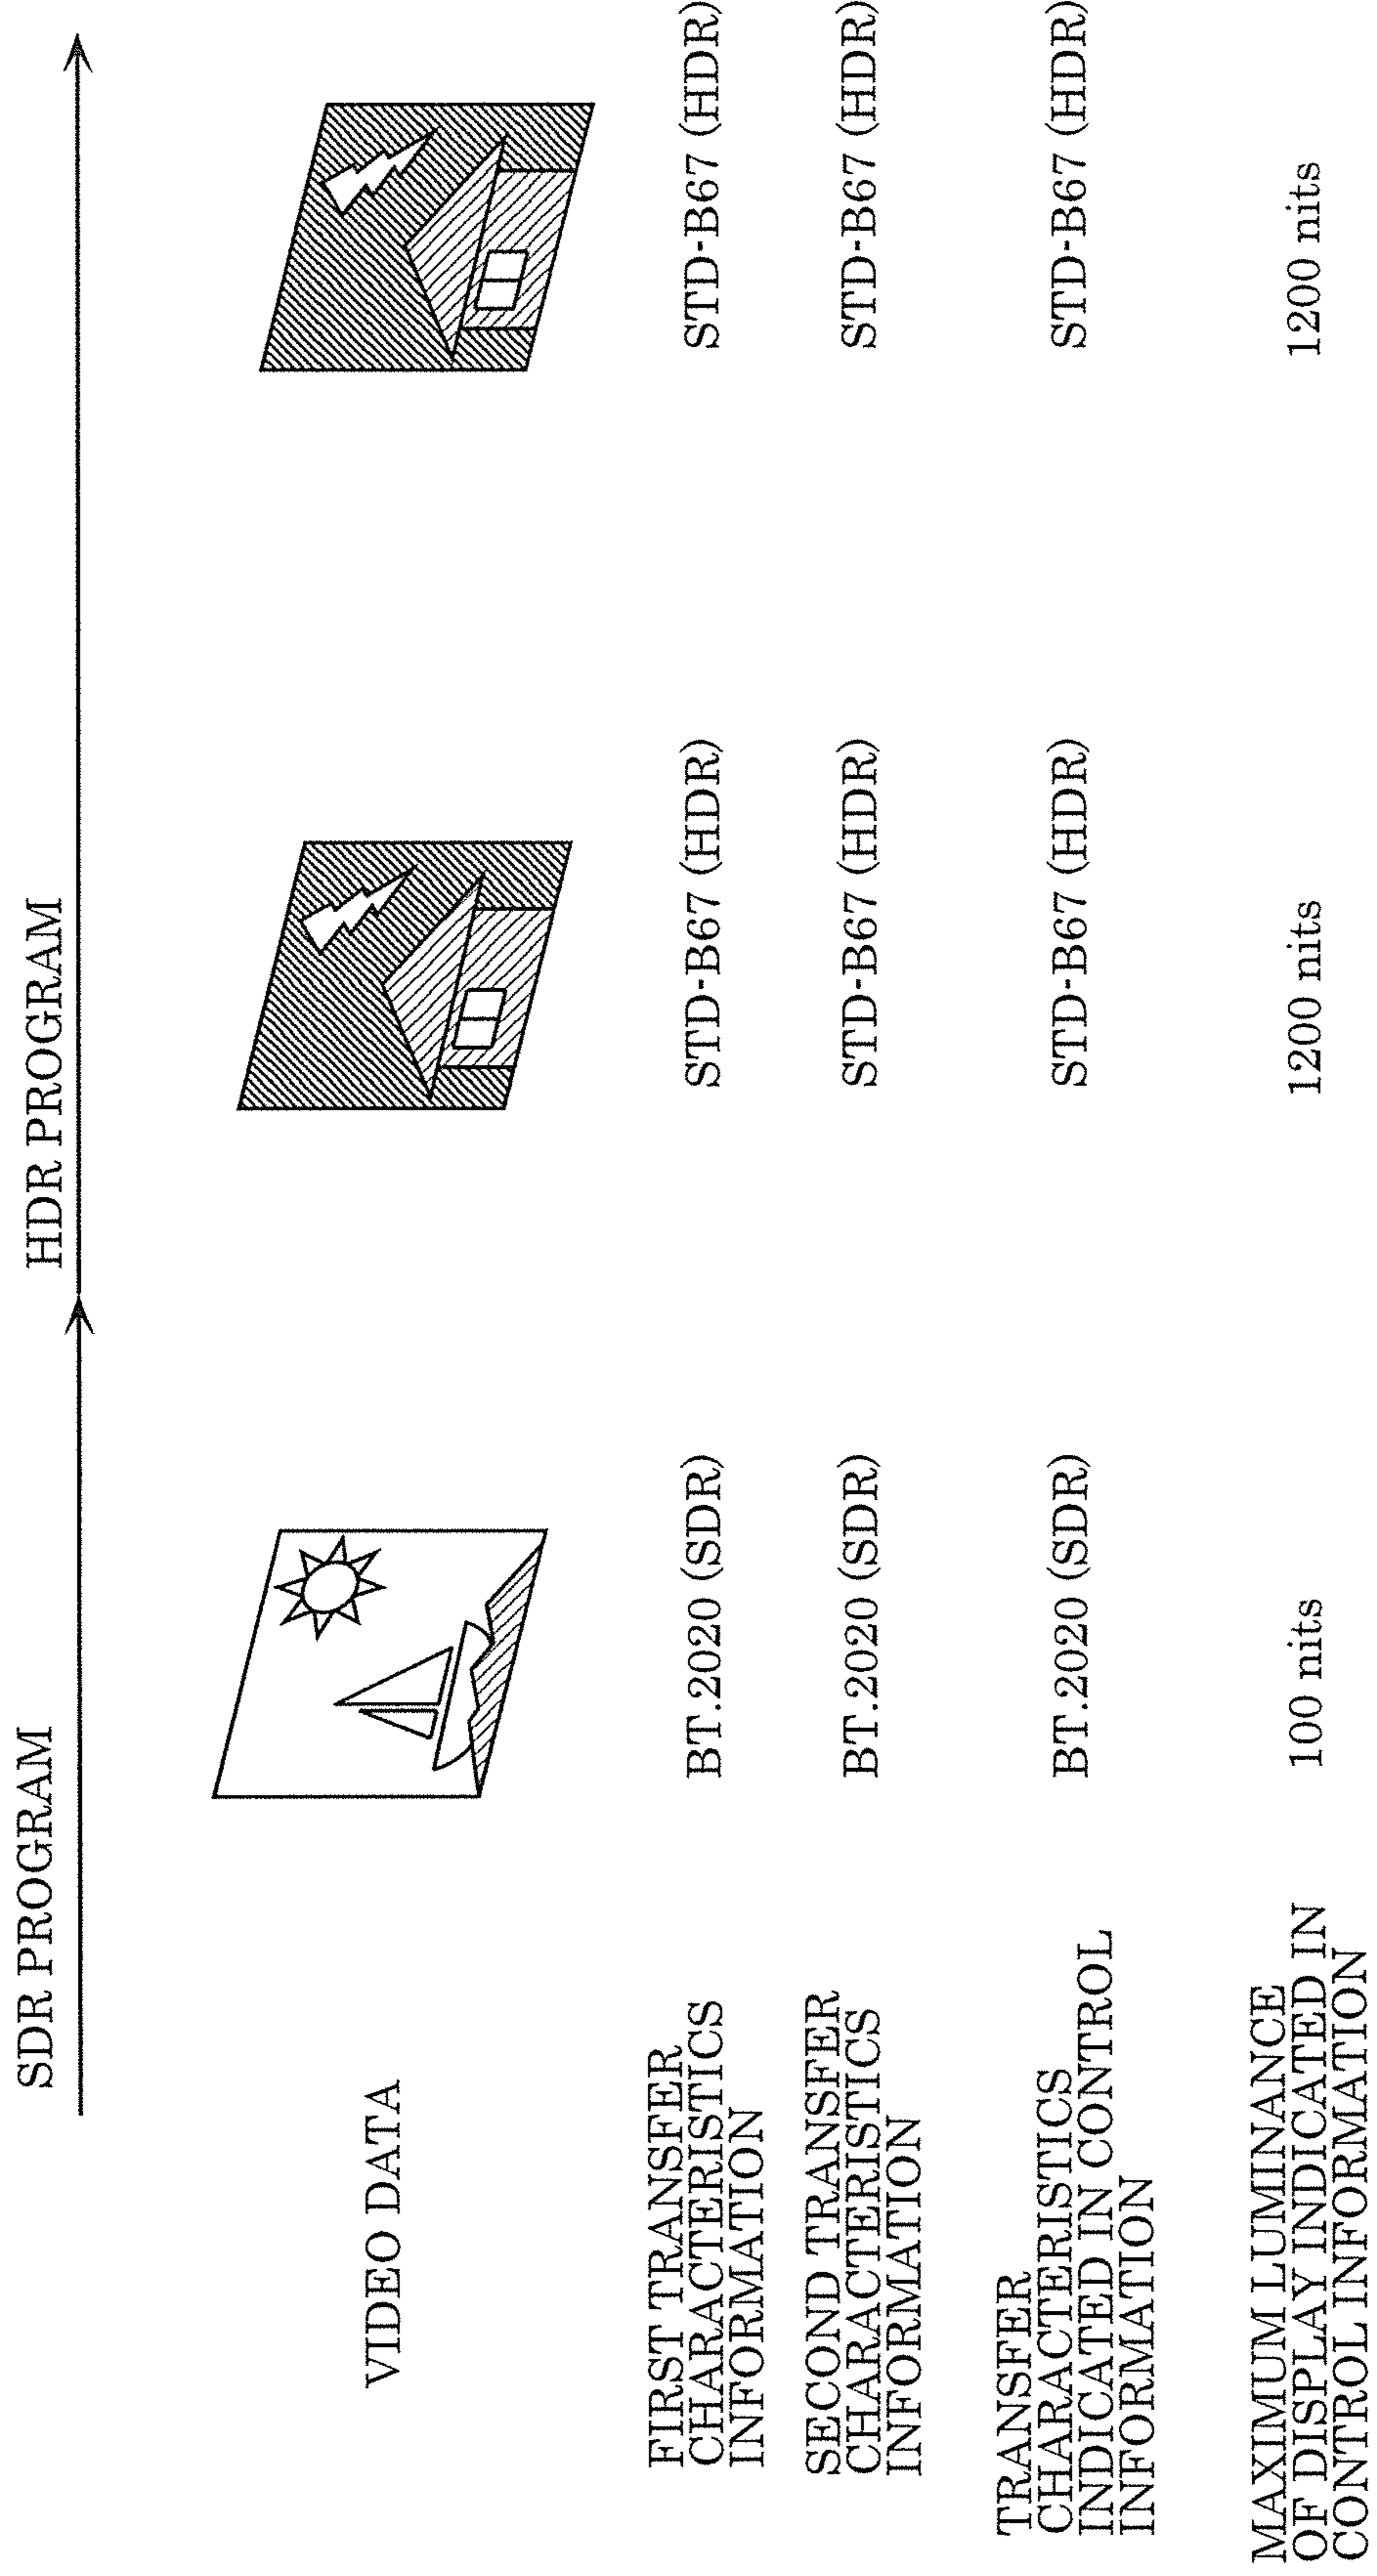 SDR PROGRAM
HDR PROGRAM
VIDEO DATA
FIRST TRANSFER
CHARACTERISTICS
INFORMATION
BT.2020 (SDR)
STD-B67 (HDR)
STD-B67 (HDR)
SECOND TRANSFER
CHARACTERISTICS
INFORMATION
BT.2020 (SDR)
STD-B67 (HDR)
STD-B67 (HDR)
TRANSFER
CHARACTERISTICS
INDICATED IN CONTROL
INFORMATION
BT.2020 (SDR)
STD-B67 (HDR)
STD-B67 (HDR)
MAXIMUM LUMINANCE
OF DISPLAY INDICATED IN
CONTROL INFORMATION
100 nits
1200 nits
1200 nits